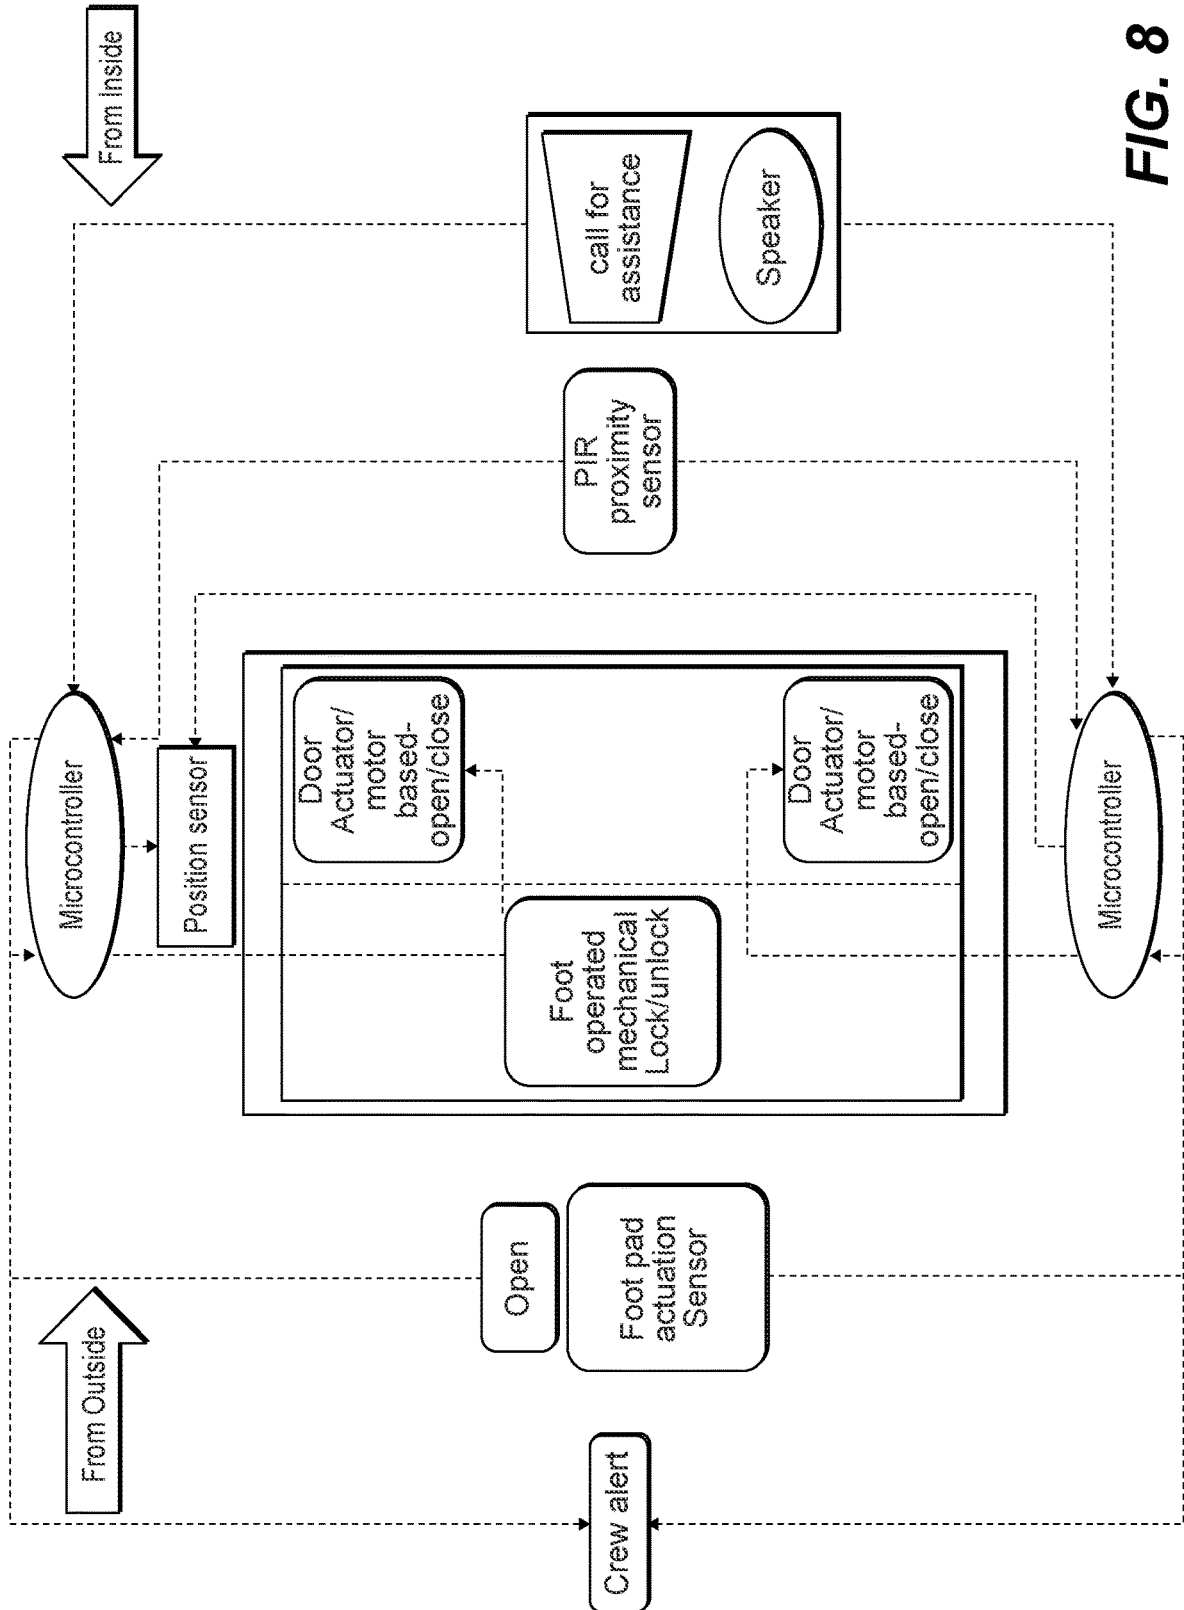 From Outside
From Inside
Microcontroller
Position sensor
Door
Actuator/
motor
based-
open/close
Crew alert
Open
Foot pad
actuation
Sensor
Foot
operated
mechanical
Lock/unlock
PIR
proximity
sensor
call for
assistance
Speaker
Door
Actuator/
motor
based-
open/close
Microcontroller
FIG. 8